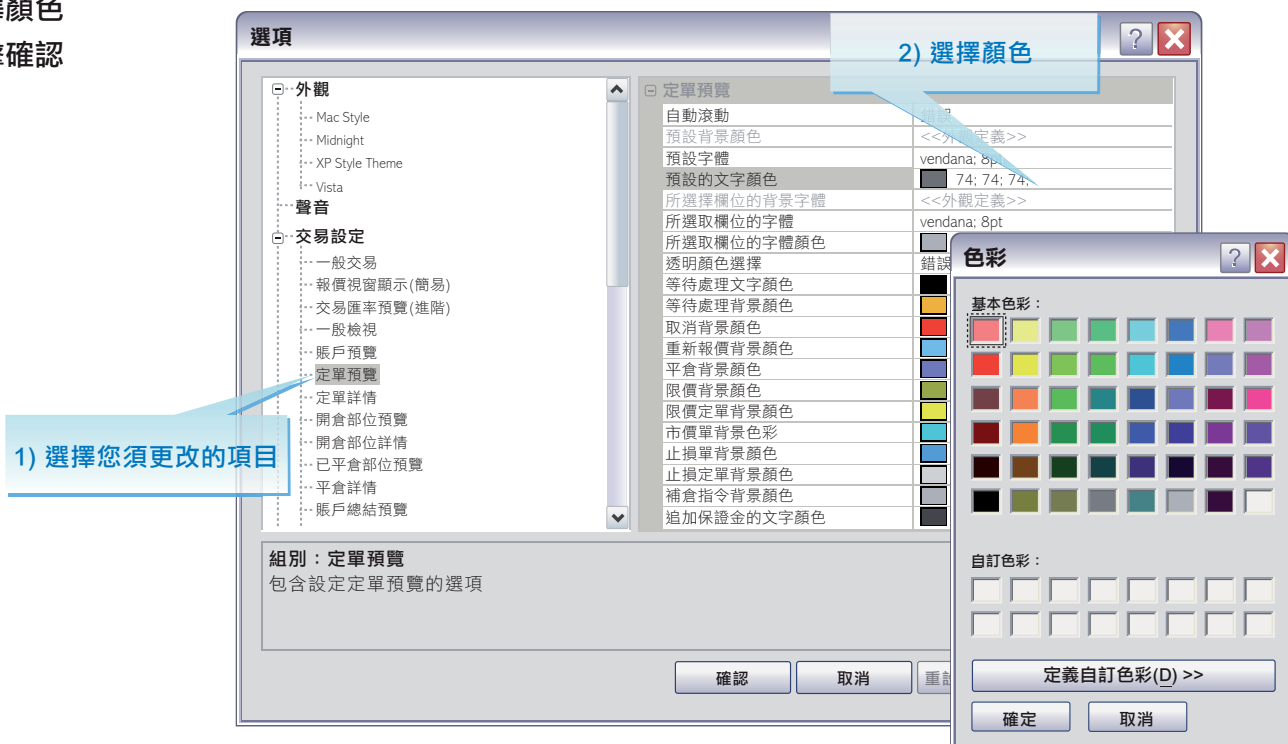 擇顏色
擊確認
選項
2) 選擇顏色
外觀
Mac Style
Midnight
XP Style Theme
Vista
聲音
交易設定
一般交易
報價視窗顯示(簡易)
交易匯率預覽(進階)
一般檢視
賬戶預覽
定單預覽
定單詳情
開倉部位預覽
開倉部位詳情
已平倉部位預覽
平倉詳情
賬戶總結預覽
1) 選擇您須更改的項目
定單預覽
自動滾動 錯誤
預設背景顏色 <<外觀定義>>
預設字體 vendana; 8pt
預設的文字顏色 74; 74; 74;
所選擇欄位的背景字體 <<外觀定義>>
所選取欄位的字體 vendana; 8pt
所選取欄位的字體顏色
透明顏色選擇 錯誤
等待處理文字顏色
等待處理背景顏色
取消背景顏色
重新報價背景顏色
平倉背景顏色
限價背景顏色
限價定單背景顏色
市價單背景色彩
止損單背景顏色
止損定單背景顏色
補倉指令背景顏色
追加保證金的文字顏色
組別：定單預覽
包含設定定單預覽的選項
確認 取消
色彩
基本色彩：
自訂色彩：
定義自訂色彩(D) >>
確定 取消